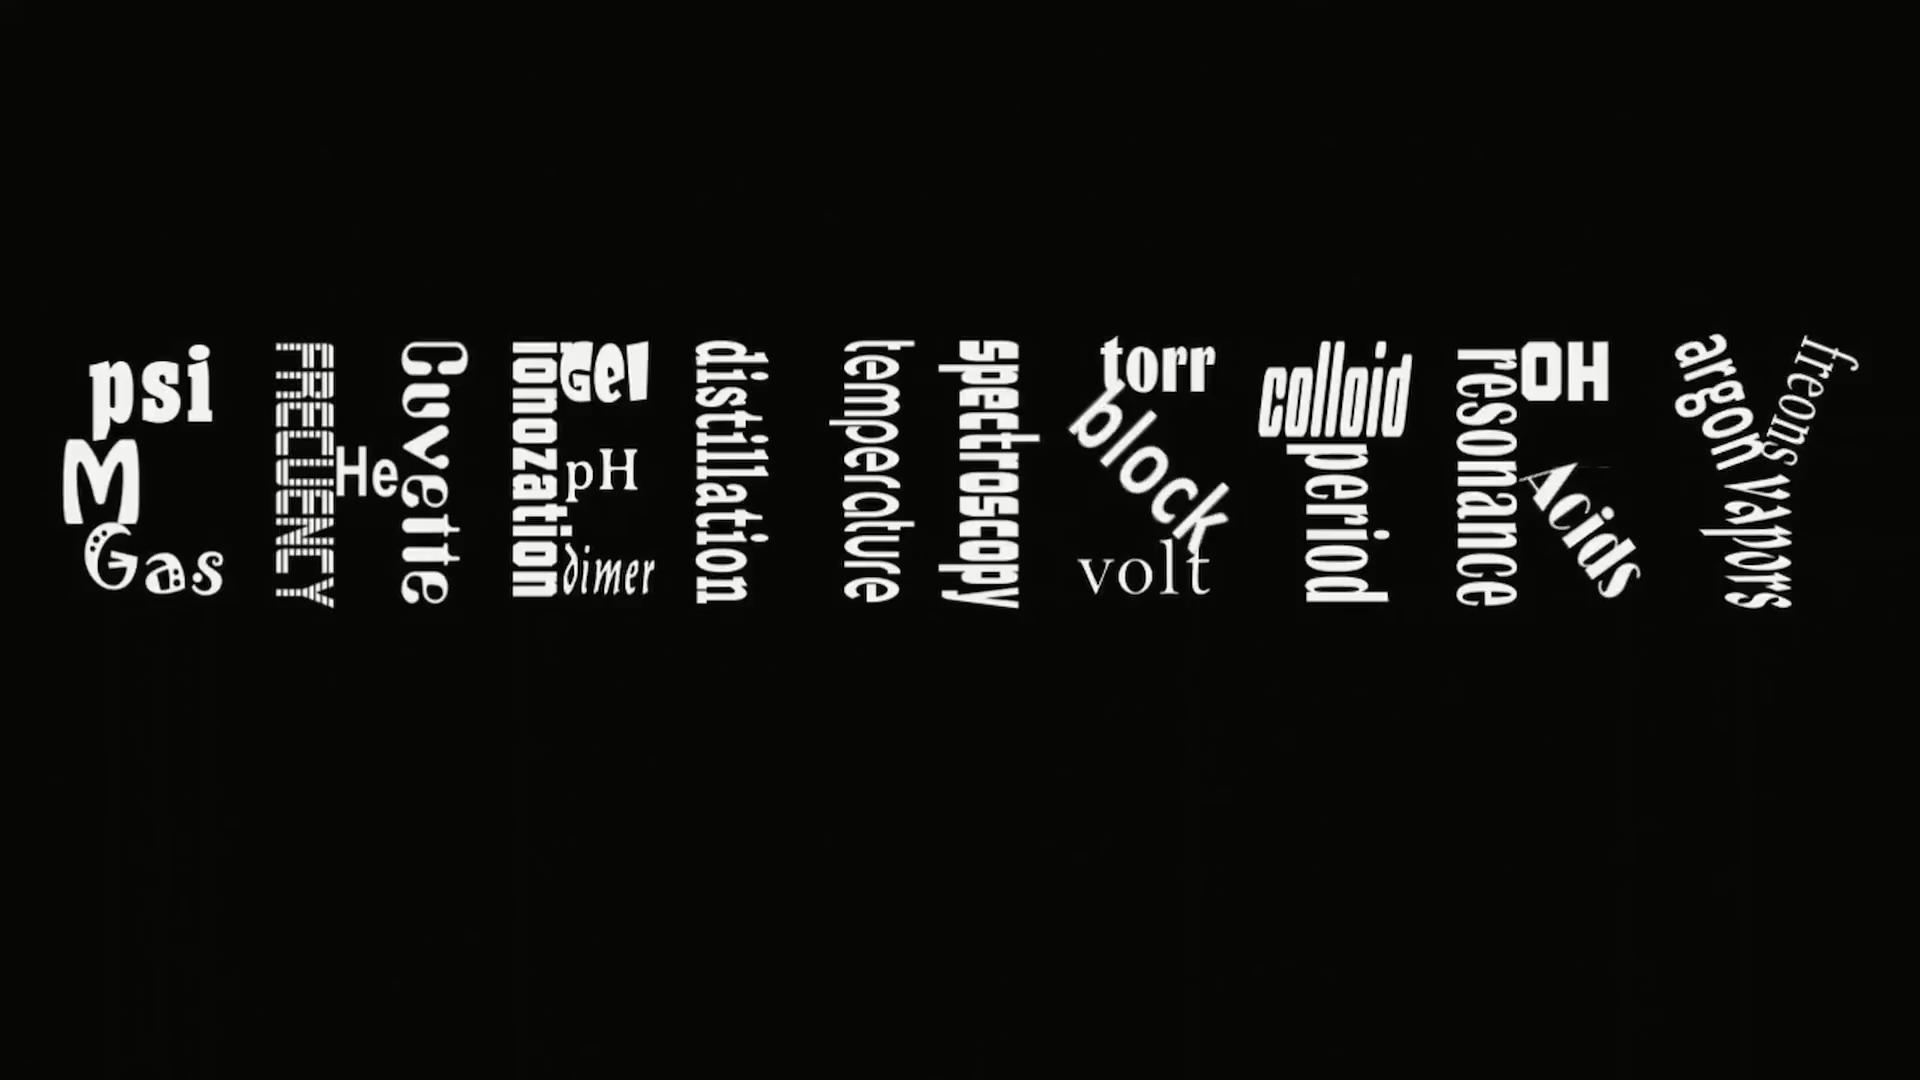 psi
M
Gas
FREQUENCY
He
Cuvette
Ionozation
Gel
pH
dimer
distillation
temperature
spectroscopy
torr
block
volt
colloid
period
resonance
OH
Acids
argon
freons
vapors